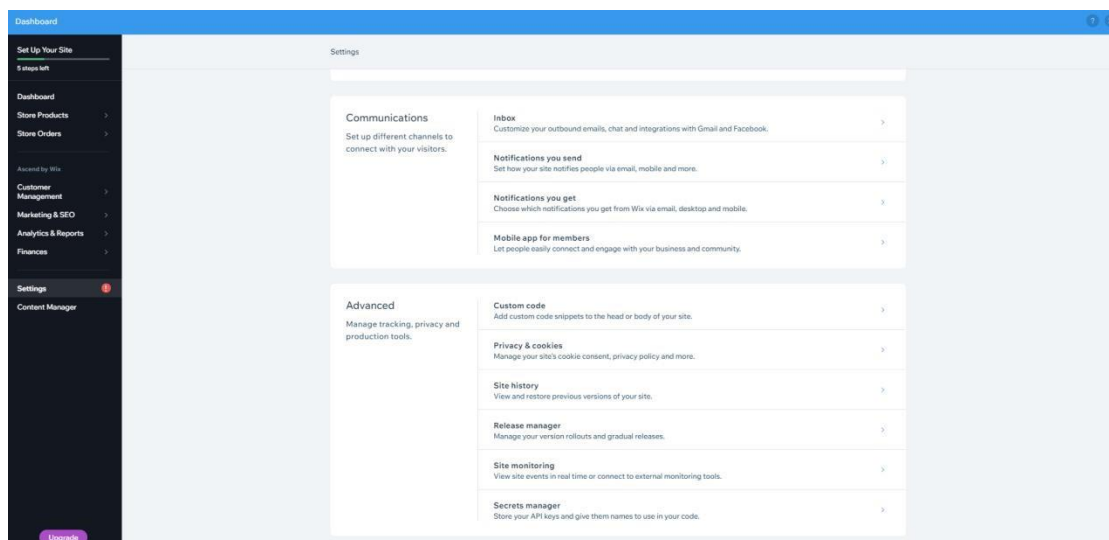 Dashboard
?
Set Up Your Site
5 steps left
Dashboard
Store Products
Store Orders
Ascend by Wix
Customer
Management
Marketing & SEO
Analytics & Reports
Finances
Settings
!
Content Manager
Upgrade
Settings
Communications
Set up different channels to
connect with your visitors.
Inbox
Customize your outbound emails, chat and integrations with Gmail and Facebook.
Notifications you send
Set how your site notifies people via email, mobile and more.
Notifications you get
Choose which notifications you get from Wix via email, desktop and mobile.
Mobile app for members
Let people easily connect and engage with your business and community.
Advanced
Manage tracking, privacy and
production tools.
Custom code
Add custom code snippets to the head or body of your site.
Privacy & cookies
Manage your site's cookie consent, privacy policy and more.
Site history
View and restore previous versions of your site.
Release manager
Manage your version rollouts and gradual releases.
Site monitoring
View site events in real time or connect to external monitoring tools.
Secrets manager
Store your API keys and give them names to use in your code.